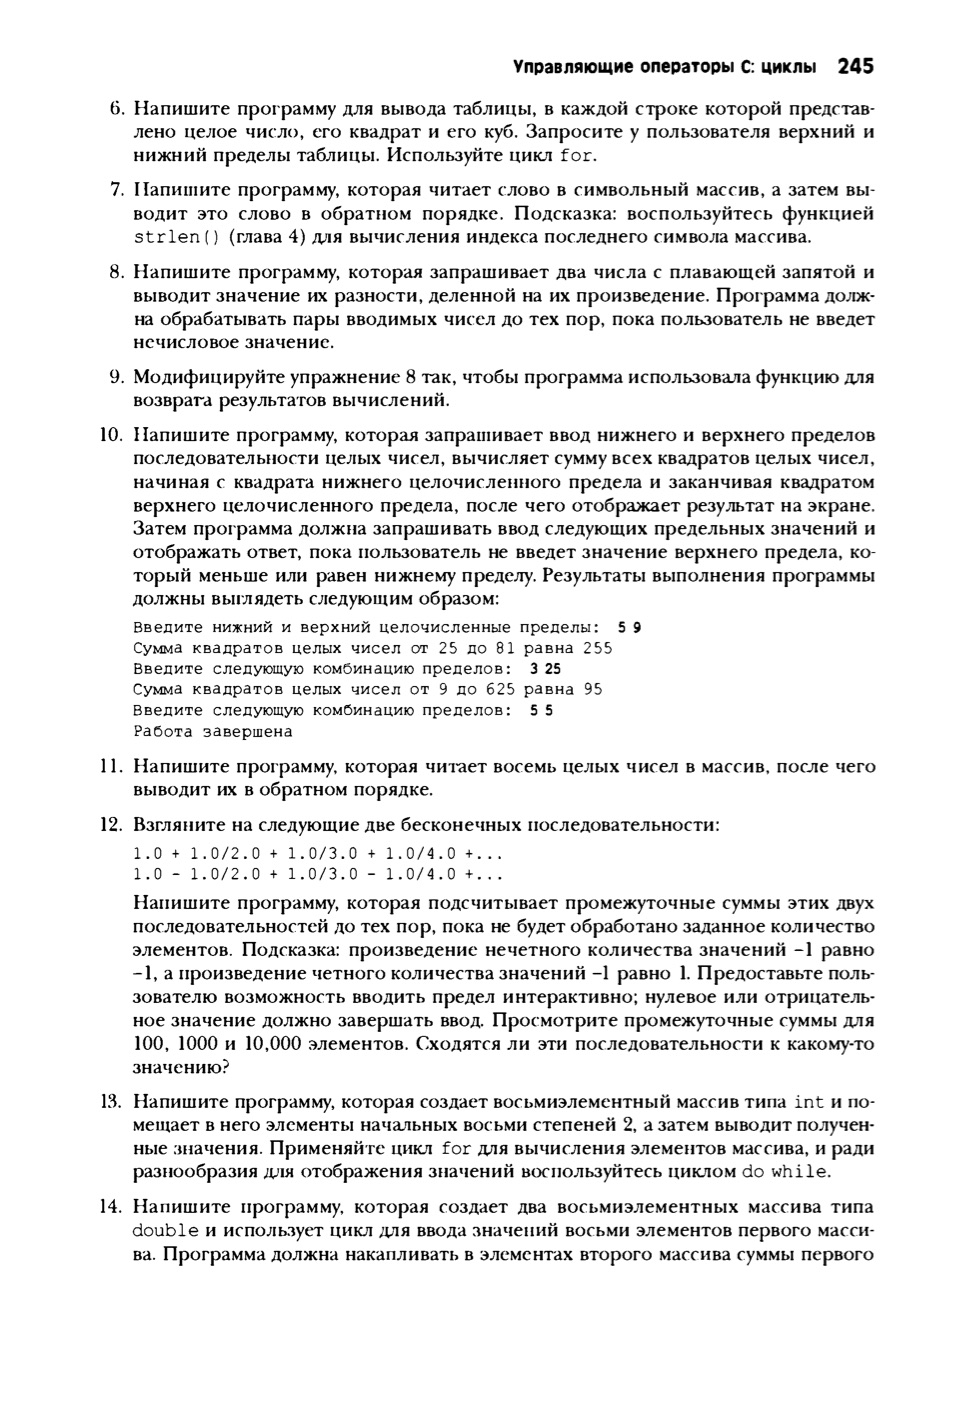 Управляющие операторы С: циклы 245
6. Напишите программу для вывода таблицы, в каждой строке которой представ-
лено целое число, его квадрат и его куб. Запросите у пользователя верхний и
нижний пределы таблицы. Используйте цикл for.
7. Напишите программу, которая читает слово в символьный массив, а затем вы-
водит это слово в обратном порядке. Подсказка: воспользуйтесь функцией
strlen() (глава 4) для вычисления индекса последнего символа массива.
8. Напишите программу, которая запрашивает два числа с плавающей запятой и
выводит значение их разности, деленной на их произведение. Программа долж-
на обрабатывать пары вводимых чисел до тех пор, пока пользователь не введет
нечисловое значение.
9. Модифицируйте упражнение 8 так, чтобы программа использовала функцию для
возврата результатов вычислений.
10. Напишите программу, которая запрашивает ввод нижнего и верхнего пределов
последовательности целых чисел, вычисляет сумму всех квадратов целых чисел,
начиная с квадрата нижнего целочисленного предела и заканчивая квадратом
верхнего целочисленного предела, после чего отображает результат на экране.
Затем программа должна запрашивать ввод следующих предельных значений и
отображать ответ, пока пользователь не введет значение верхнего предела, ко-
торый меньше или равен нижнему пределу. Результаты выполнения программы
должны выглядеть следующим образом:
Введите нижний и верхний целочисленные пределы: 5 9
Сумма квадратов целых чисел от 25 до 81 равна 255
Введите следующую комбинацию пределов: 3 25
Сумма квадратов целых чисел от 9 до 625 равна 95
Введите следующую комбинацию пределов: 5 5
Работа завершена
11. Напишите программу, которая читает восемь целых чисел в массив, после чего
выводит их в обратном порядке.
12. Взгляните на следующие две бесконечных последовательности:
1.0 + 1.0/2.0 + 1.0/3.0 + 1.0/4.0 +...
1.0 - 1.0/2.0 + 1.0/3.0 - 1.0/4.0 +...
Напишите программу, которая подсчитывает промежуточные суммы этих двух
последовательностей до тех пор, пока не будет обработано заданное количество
элементов. Подсказка: произведение нечетного количества значений –1 равно
–1, а произведение четного количества значений –1 равно 1. Предоставьте поль-
зователю возможность вводить предел интерактивно; нулевое или отрицатель-
ное значение должно завершать ввод. Просмотрите промежуточные суммы для
100, 1000 и 10,000 элементов. Сходятся ли эти последовательности к какому-то
значению?
13. Напишите программу, которая создает восьмиэлементный массив типа int и по-
мещает в него элементы начальных восьми степеней 2, а затем выводит получен-
ные значения. Применяйте цикл for для вычисления элементов массива, и ради
разнообразия для отображения значений воспользуйтесь циклом do while.
14. Напишите программу, которая создает два восьмиэлементных массива типа
double и использует цикл для ввода значений восьми элементов первого масси-
ва. Программа должна накапливать в элементах второго массива суммы первого